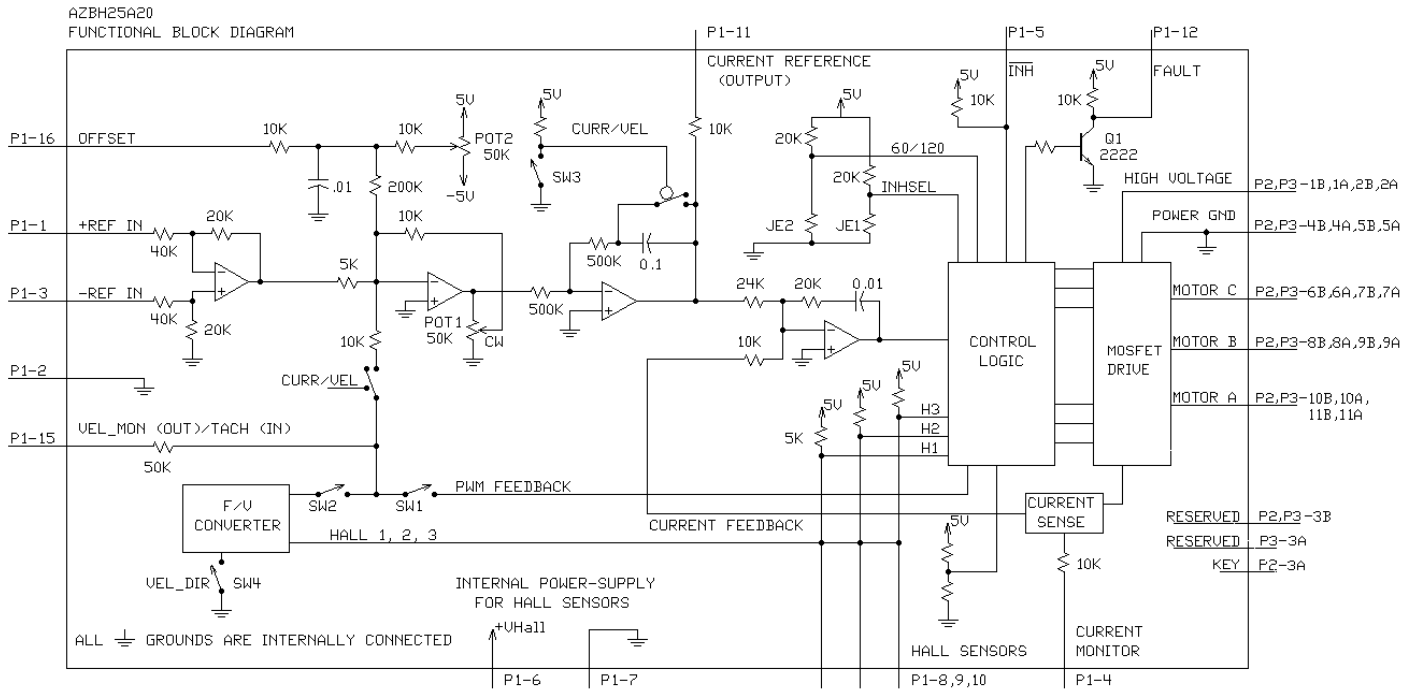 AZBH25A20
FUNCTIONAL BLOCK DIAGRAM
P1-11
P1-5
P1-12
CURRENT REFERENCE
(OUTPUT)
5V
INH
10K
5V
10K
FAULT
P1-16
OFFSET
10K
10K
5V
POT2
50K
-5V
5V
CURR/VEL
SW3
10K
5V
20K
60/120
20K
INHSEL
JE2
JE1
Q1
2222
.01
200K
HIGH VOLTAGE
P2,P3-1B,1A,2B,2A
POWER GND
P2,P3-4B,4A,5B,5A
P1-1
+REF IN
20K
40K
10K
500K
0.1
5K
P1-3
-REF IN
40K
20K
POT1
50K
CW
500K
24K
20K
0.01
10K
CONTROL
LOGIC
MOSFET
DRIVE
MOTOR C
P2,P3-6B,6A,7B,7A
MOTOR B
P2,P3-8B,8A,9B,9A
MOTOR A
P2,P3-10B,10A,
11B,11A
10K
P1-2
CURR/VEL
5V
5V
5V
H3
H2
H1
5K
P1-15
VEL_MON (OUT)/TACH (IN)
50K
F/V
CONVERTER
SW2
SW1
PWM FEEDBACK
CURRENT FEEDBACK
CURRENT
SENSE
HALL 1, 2, 3
5V
10K
RESERVED
P2,P3-3B
RESERVED
P3-3A
KEY
P2-3A
VEL_DIR
SW4
INTERNAL POWER-SUPPLY
FOR HALL SENSORS
+VHall
ALL GROUNDS ARE INTERNALLY CONNECTED
HALL SENSORS
CURRENT
MONITOR
P1-6
P1-7
P1-8,9,10
P1-4